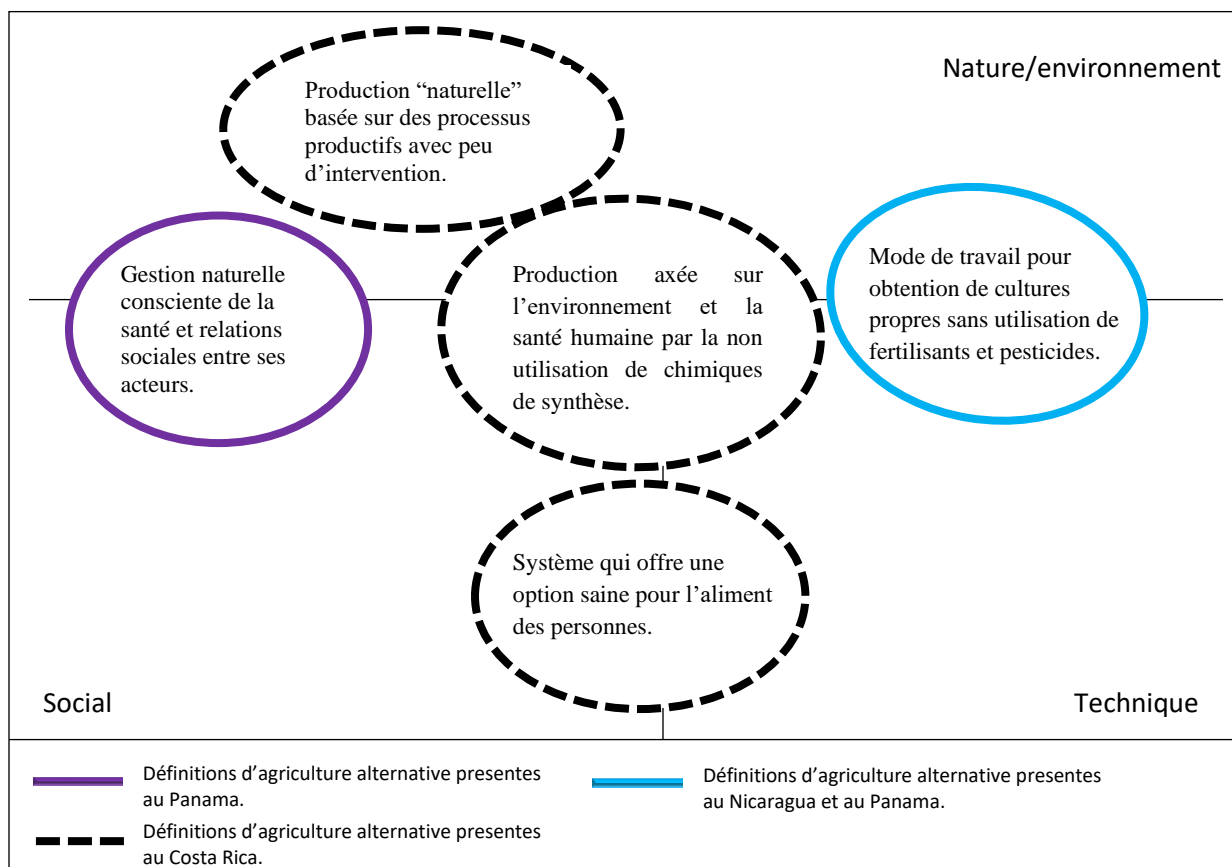 Nature/environnement
Production “naturelle”
basée sur des processus
productifs avec peu
d’intervention.
Gestion naturelle
consciente de la
santé et relations
sociales entre ses
acteurs.
Production axée sur
l’environnement et la
santé humaine par la non
utilisation de chimiques
de synthèse.
Mode de travail pour
obtention de cultures
propres sans utilisation de
fertilisants et pesticides.
Système qui offre une
option saine pour l’aliment
des personnes.
Social
Technique
Définitions d’agriculture alternative presentes
au Panama.
Définitions d’agriculture alternative presentes
au Nicaragua et au Panama.
Définitions d’agriculture alternative presentes
au Costa Rica.